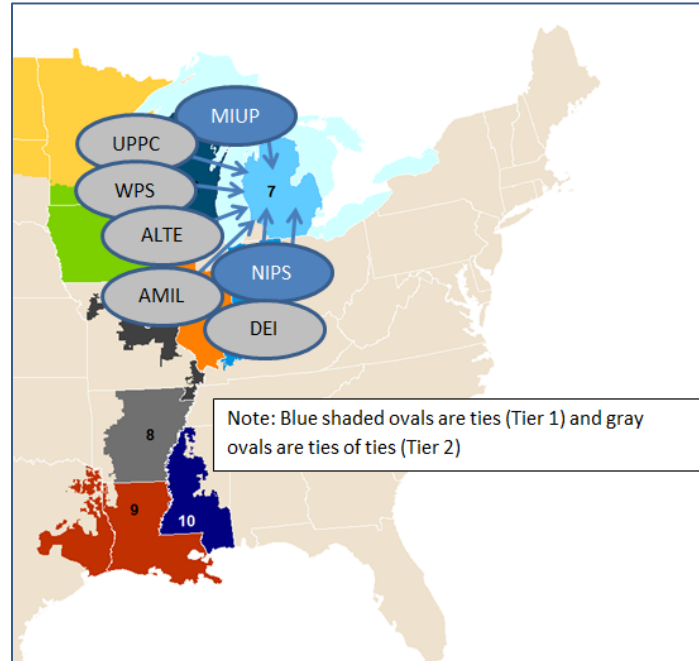 MIUP
UPPC
WPS
7
ALTE
NIPS
AMIL
DEI
Note: Blue shaded ovals are ties (Tier 1) and gray
ovals are ties of ties (Tier 2)
8
9
10